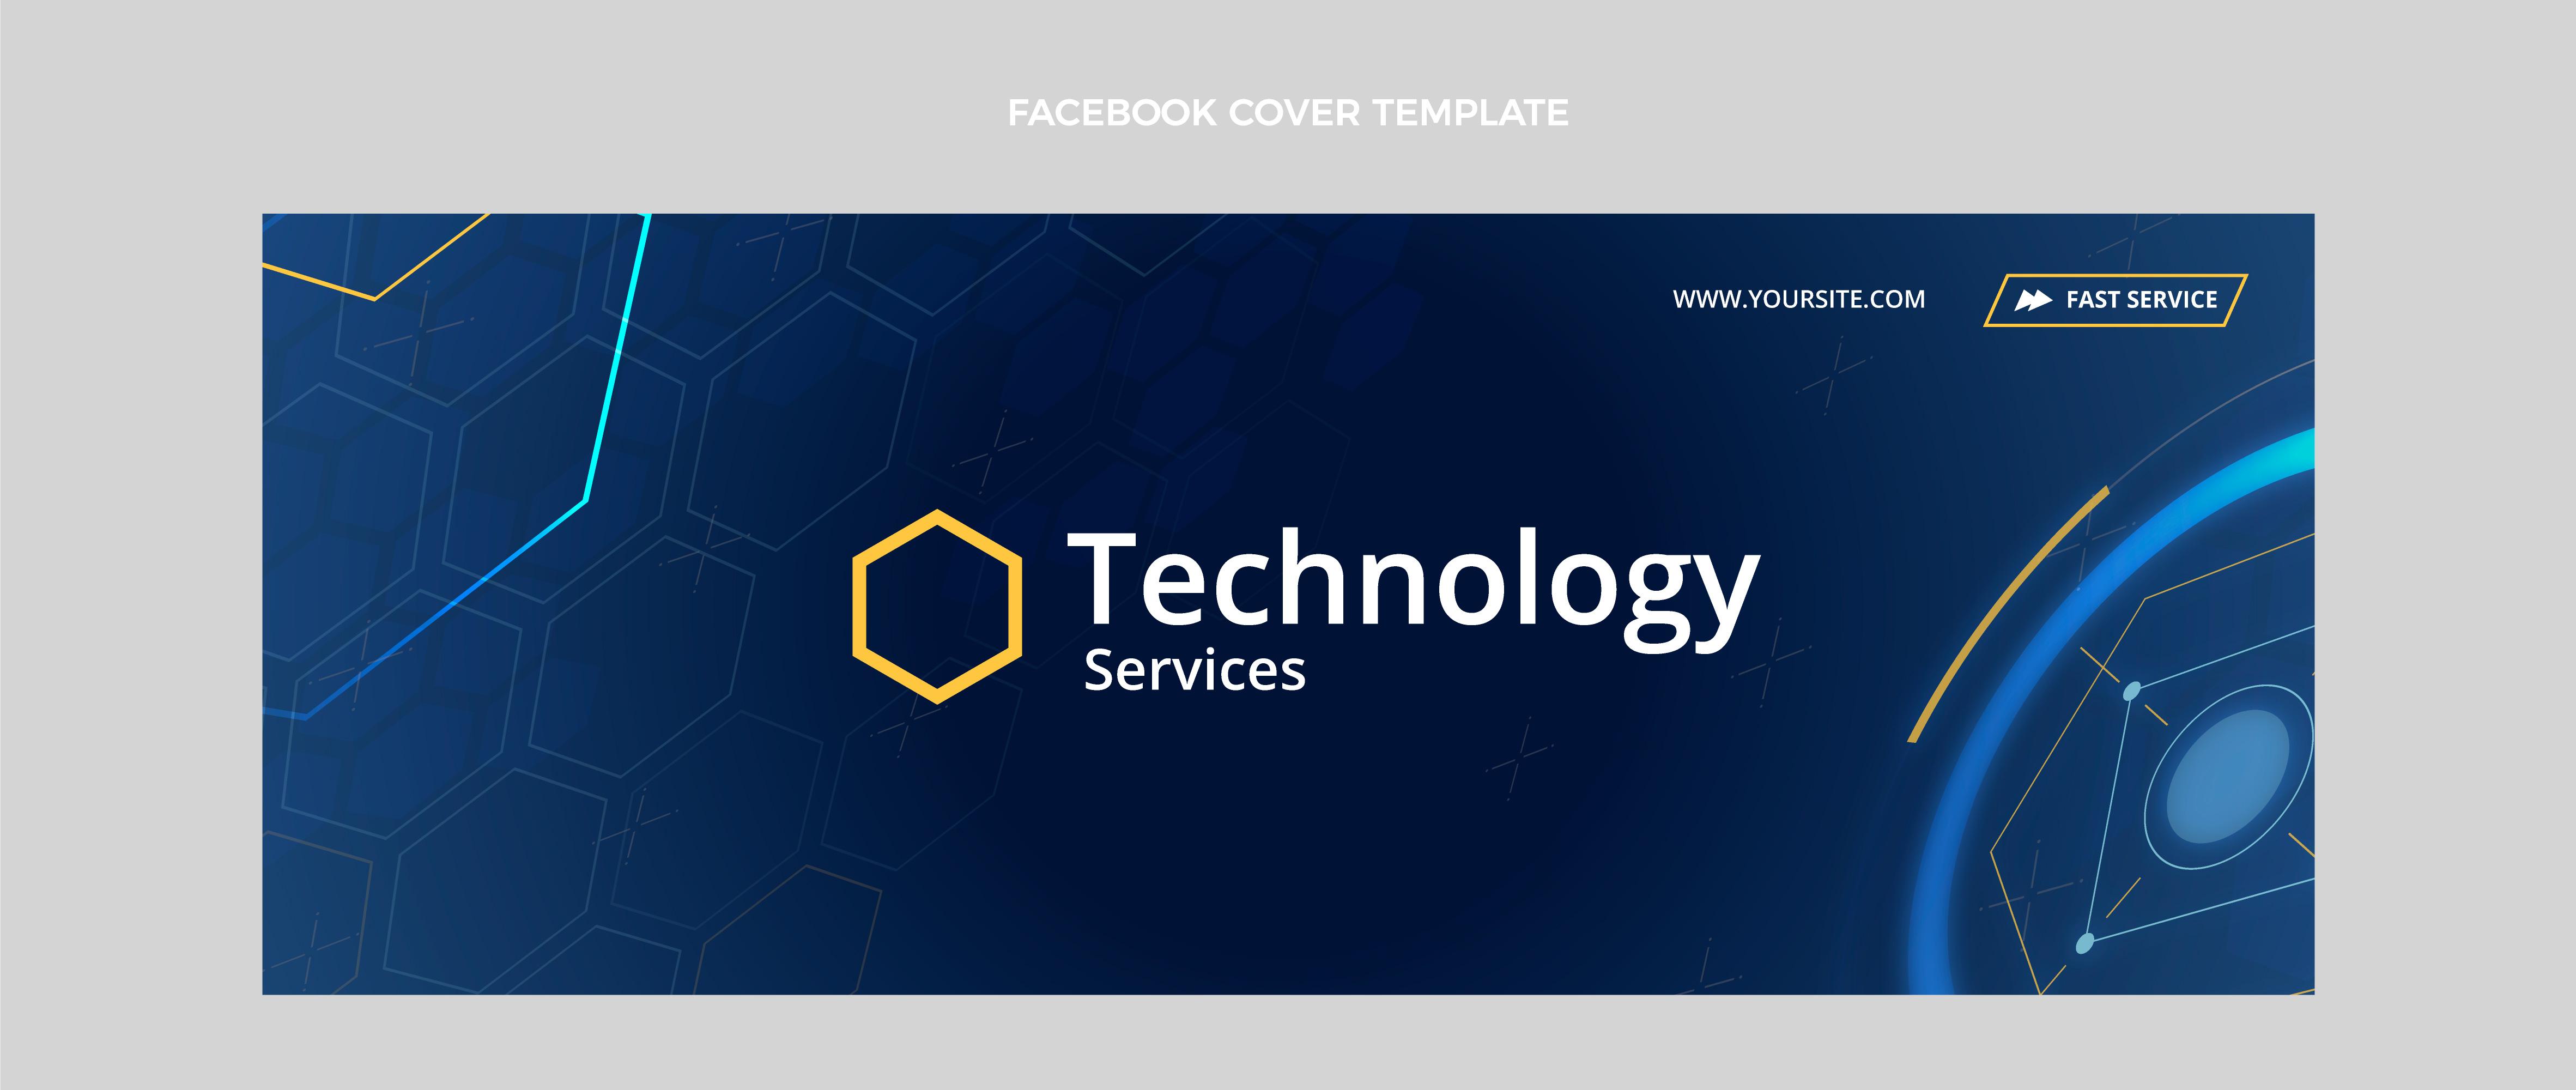 FACEBOOK COVER TEMPLATE
WWW.YOURSITE.COM
FAST SERVICE
Technology
Services